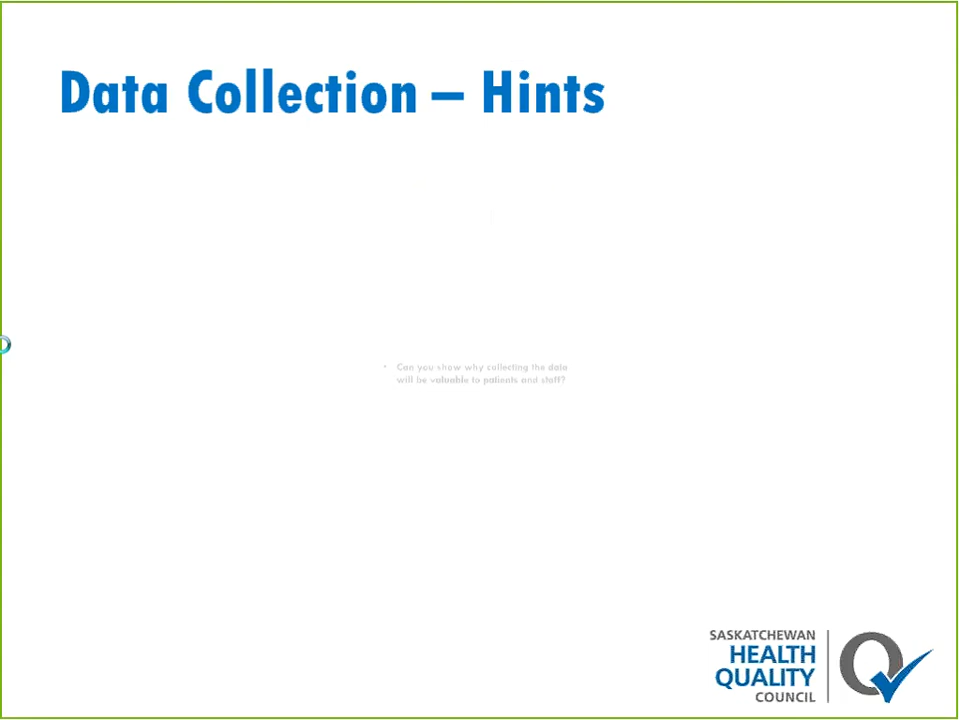 Data Collection – Hints
• Can you show why collecting the data
will be valuable to patients and staff?
SASKATCHEWAN
HEALTH
QUALITY
COUNCIL